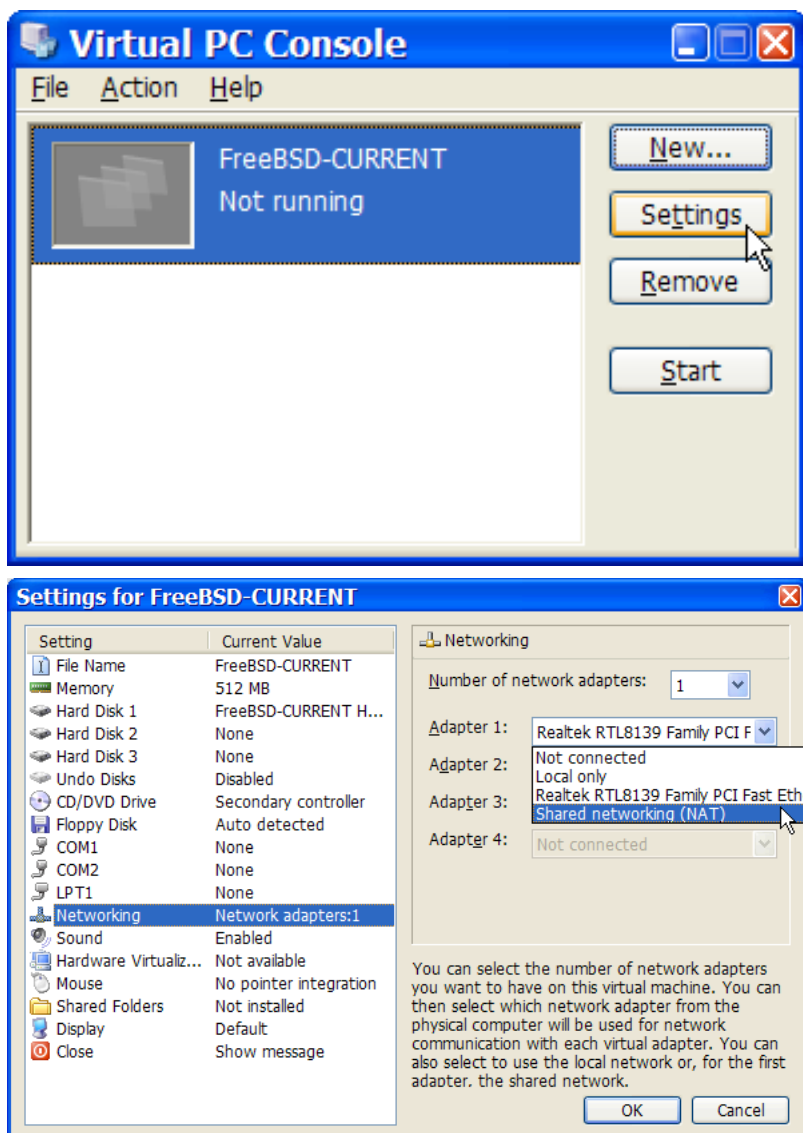 Virtual PC Console
File Action Help
FreeBSD-CURRENT
Not running
New...
Settings
Remove
Start
Settings for FreeBSD-CURRENT
Setting Current Value
File Name FreeBSD-CURRENT
Memory 512 MB
Hard Disk 1 FreeBSD-CURRENT H...
Hard Disk 2 None
Hard Disk 3 None
Undo Disks Disabled
CD/DVD Drive Secondary controller
Floppy Disk Auto detected
COM1 None
COM2 None
LPT1 None
Networking Network adapters:1
Sound Enabled
Hardware Virtualiz... Not available
Mouse No pointer integration
Shared Folders Not installed
Display Default
Close Show message
Networking
Number of network adapters: 1
Adapter 1: Realtek RTL8139 Family PCI F
Not connected
Adapter 2:
Local only
Adapter 3: Realtek RTL8139 Family PCI Fast Eth
Shared networking (NAT)
Adapter 4: Not connected
You can select the number of network adapters
you want to have on this virtual machine. You can
then select which network adapter from the
physical computer will be used for network
communication with each virtual adapter. You can
also select to use the local network or, for the first
adapter, the shared network.
OK Cancel